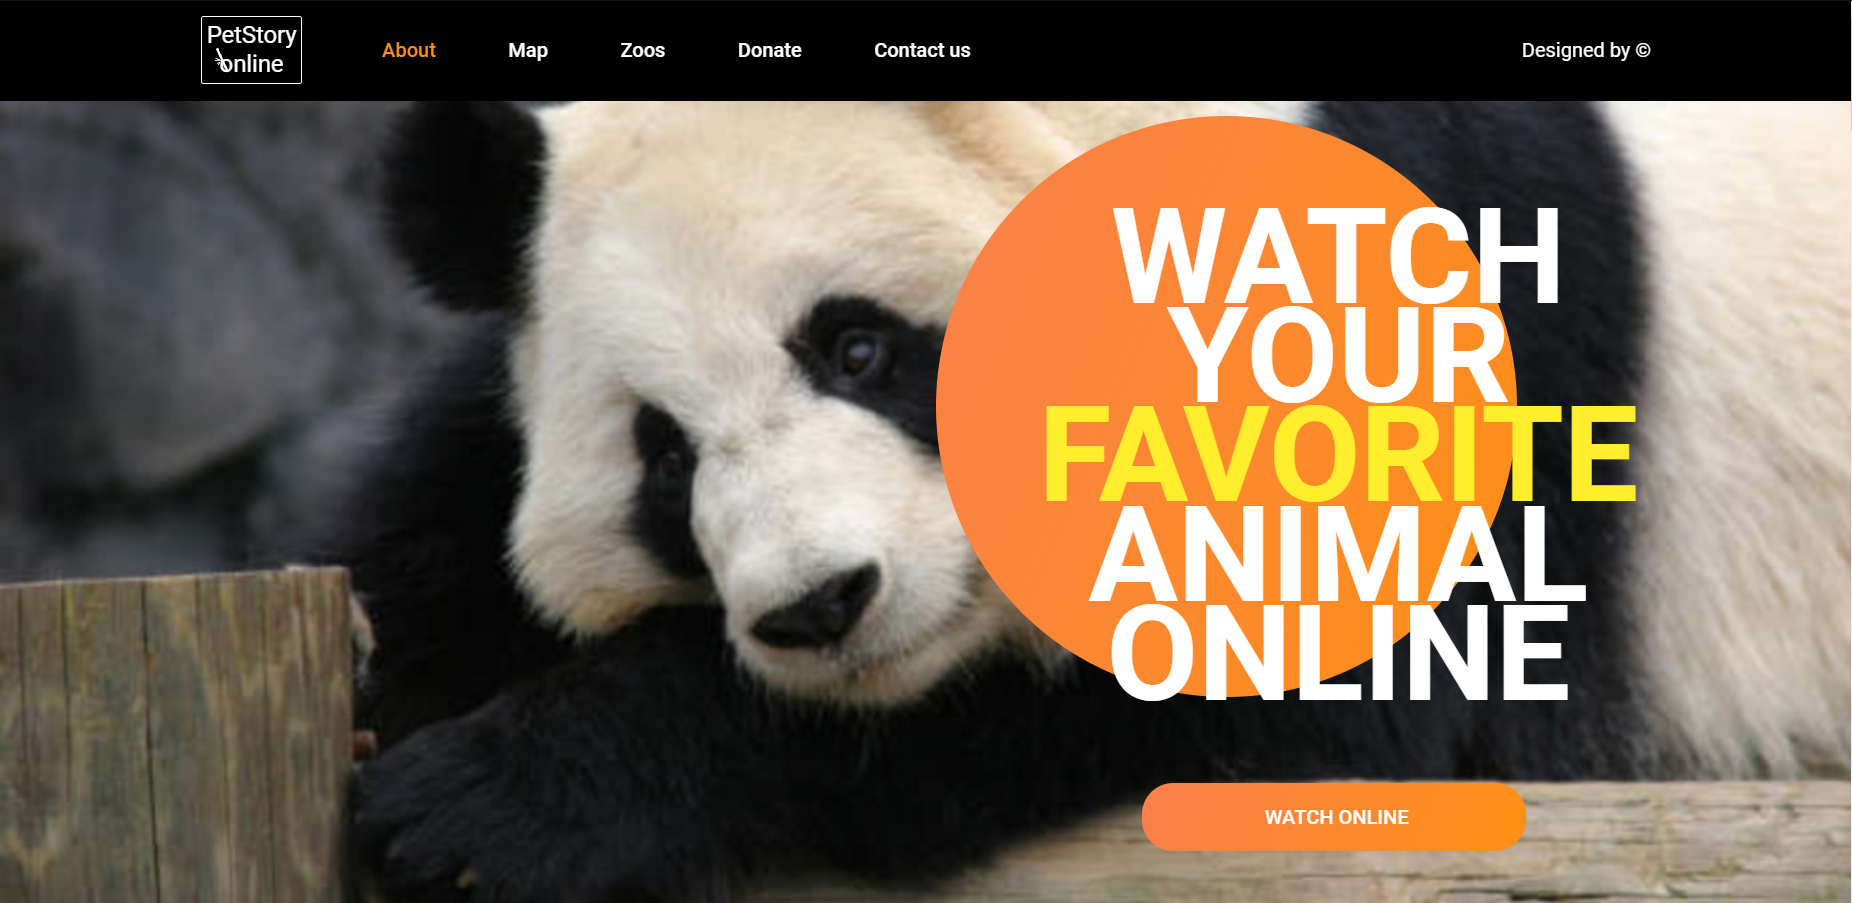 PetStory
online
About
Map
Zoos
Donate
Contact us
Designed by ©
WATCH
YOUR
FAVORITE
ANIMAL
ONLINE
WATCH ONLINE